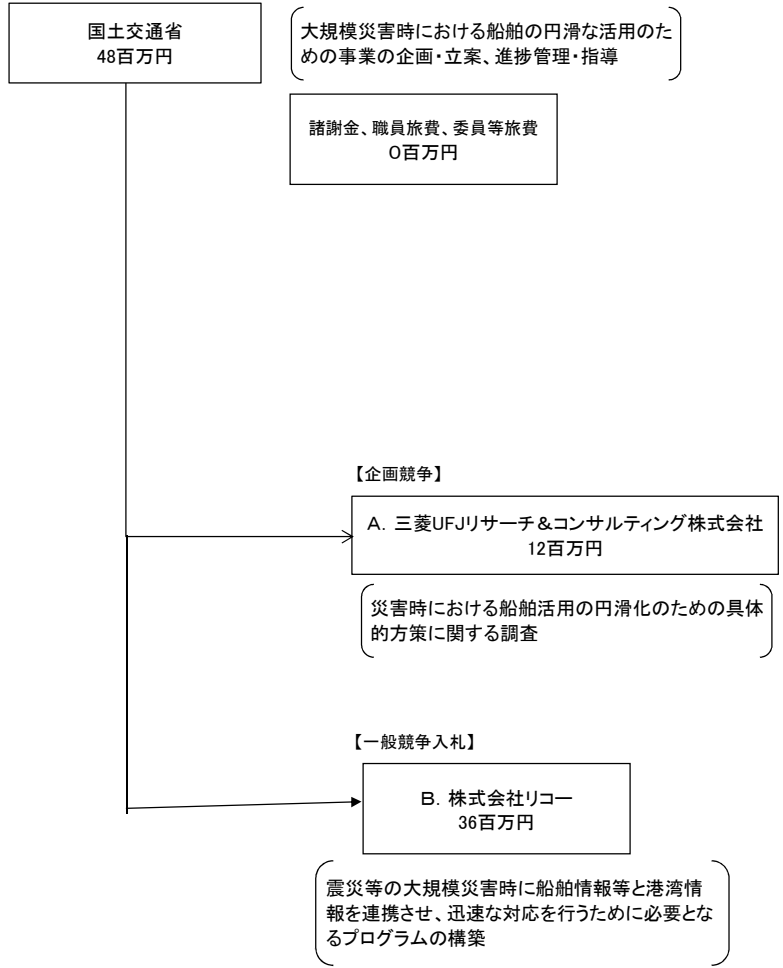 国土交通省
48百万円
大規模災害時における船舶の円滑な活用のた
めの事業の企画・立案、進捗管理・指導
諸謝金、職員旅費、委員等旅費
0百万円
【企画競争】
A．三菱UFJリサーチ＆コンサルティング株式会社
12百万円
災害時における船舶活用の円滑化のための具体
的方策に関する調査
【一般競争入札】
B．株式会社リコー
36百万円
震災等の大規模災害時に船舶情報等と港湾情
報を連携させ、迅速な対応を行うために必要とな
るプログラムの構築